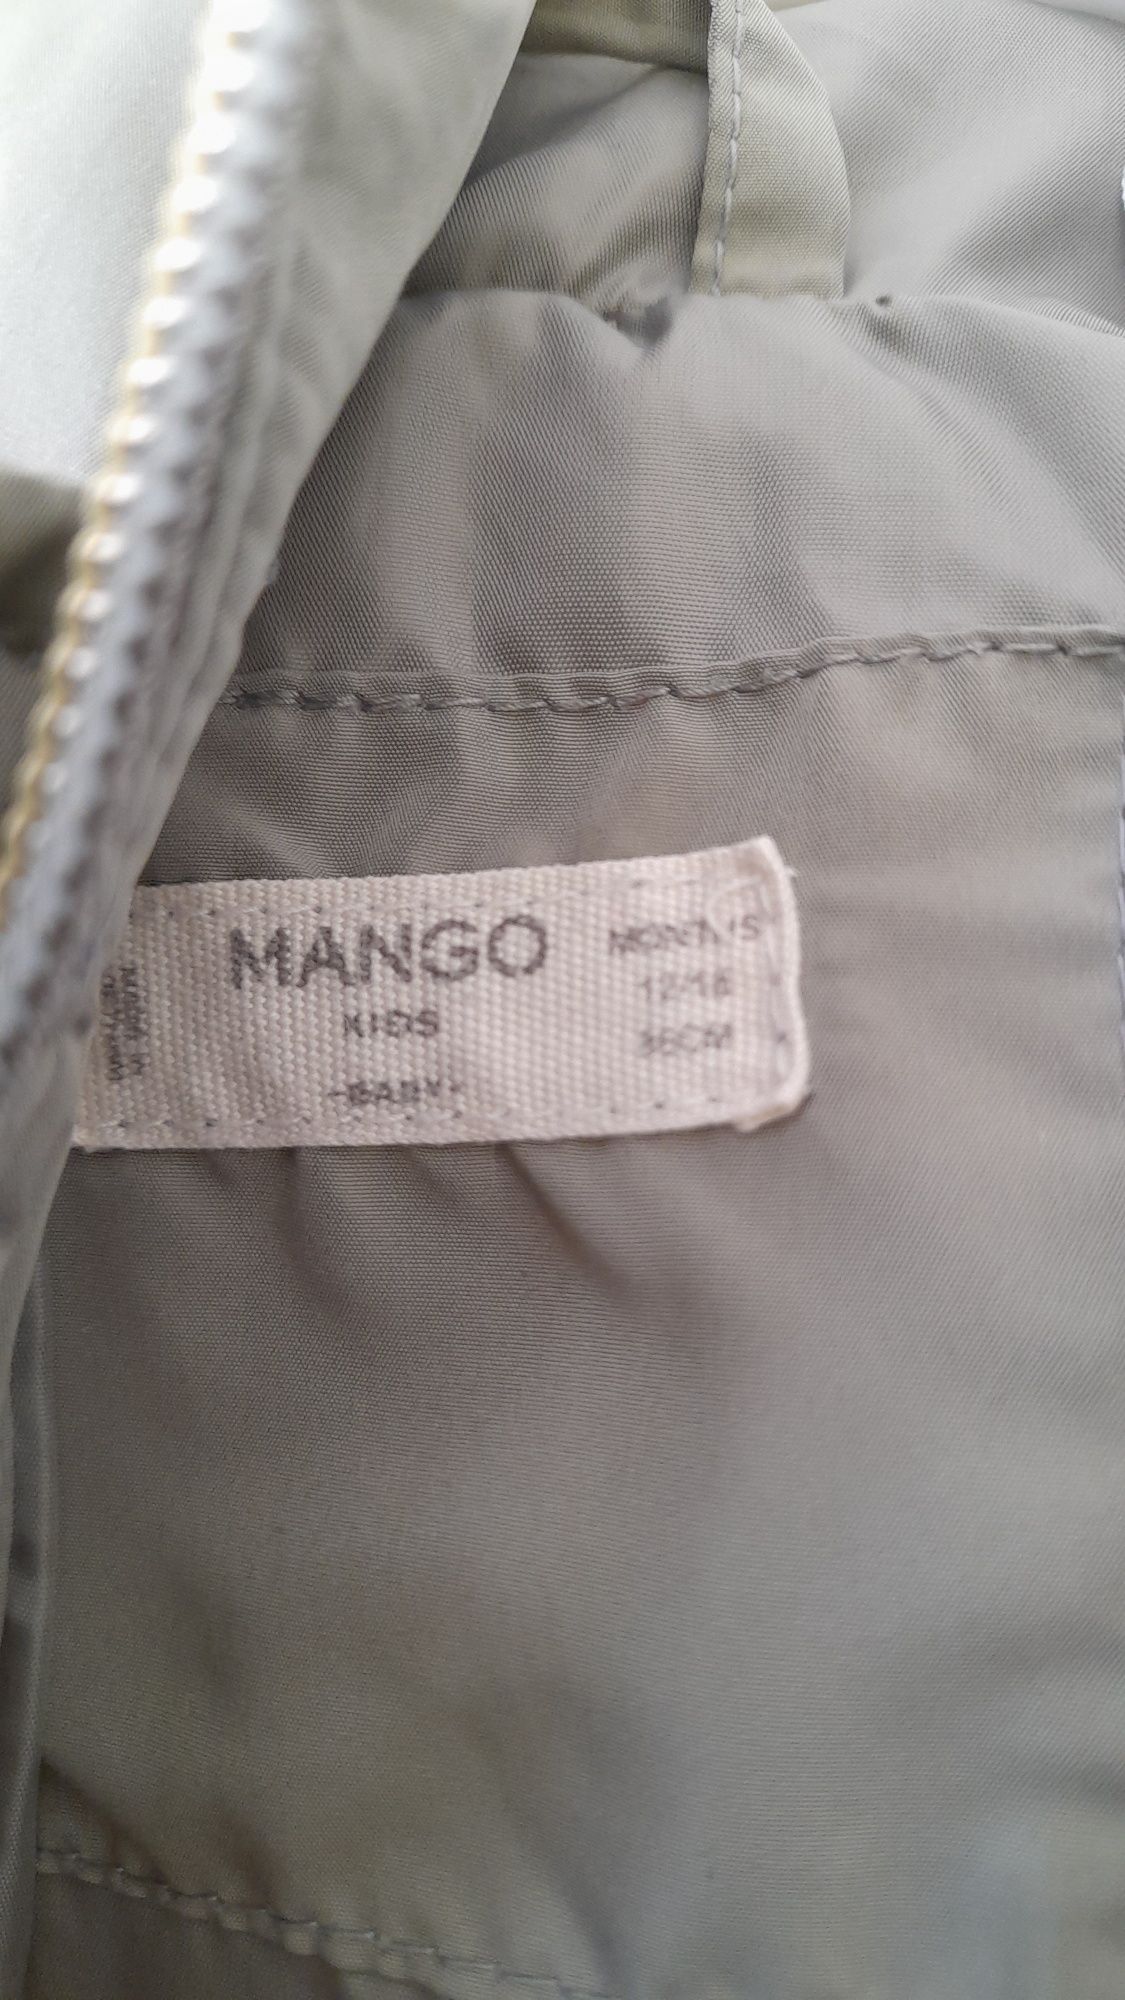 MANGO
KIDS
-BABY-
MONTHS
12/18
86CM